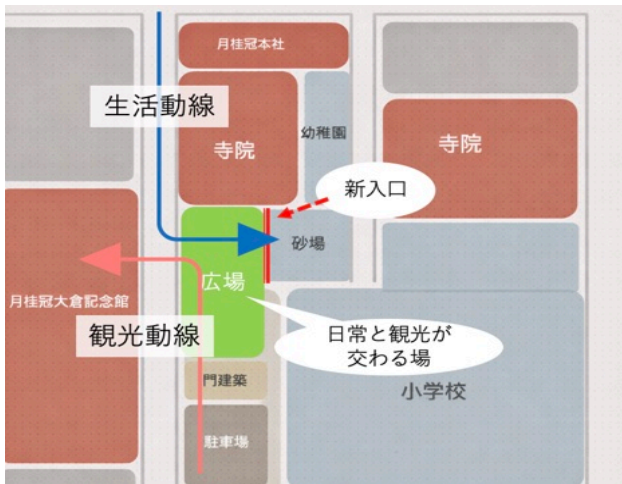 月桂冠本社
生活動線
幼稚園
寺院
寺院
新入口
砂場
広場
月桂冠大倉記念館
観光動線
日常と観光が
交わる場
門建築
小学校
駐車場